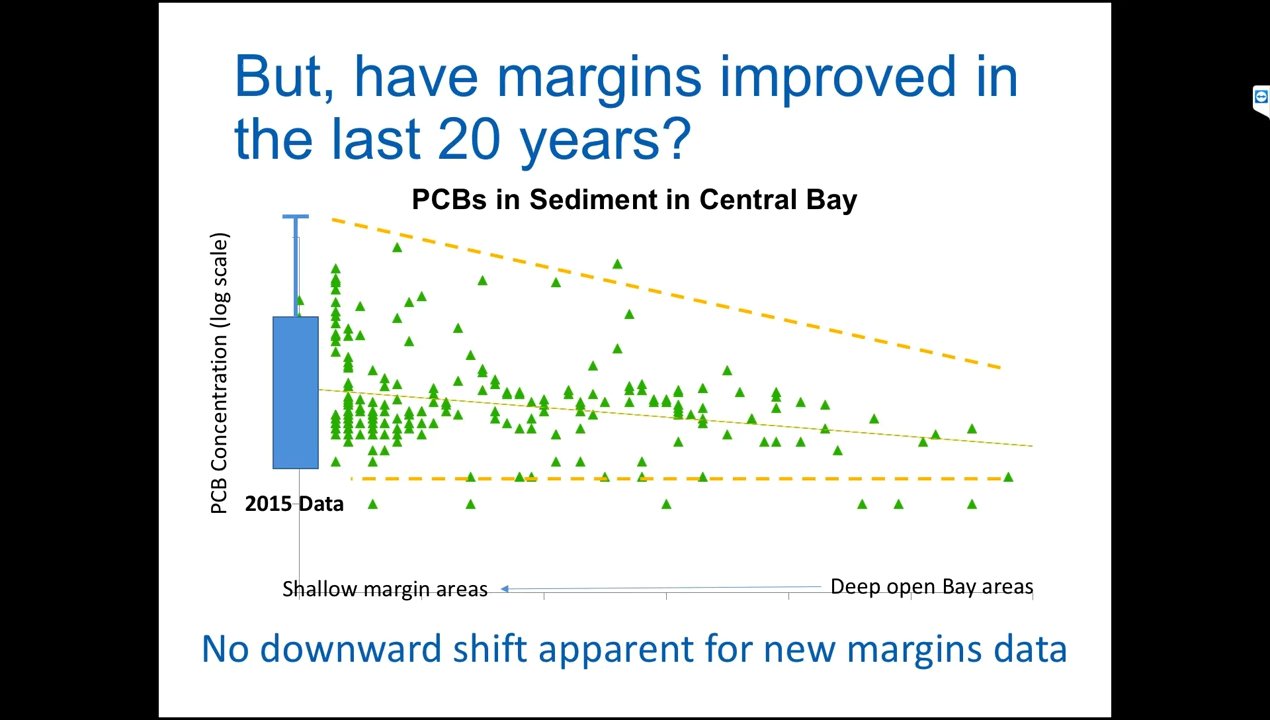 But, have margins improved in
the last 20 years?
PCBs in Sediment in Central Bay
PCB Concentration (log scale)
2015 Data
Shallow margin areas
Deep open Bay areas
No downward shift apparent for new margins data